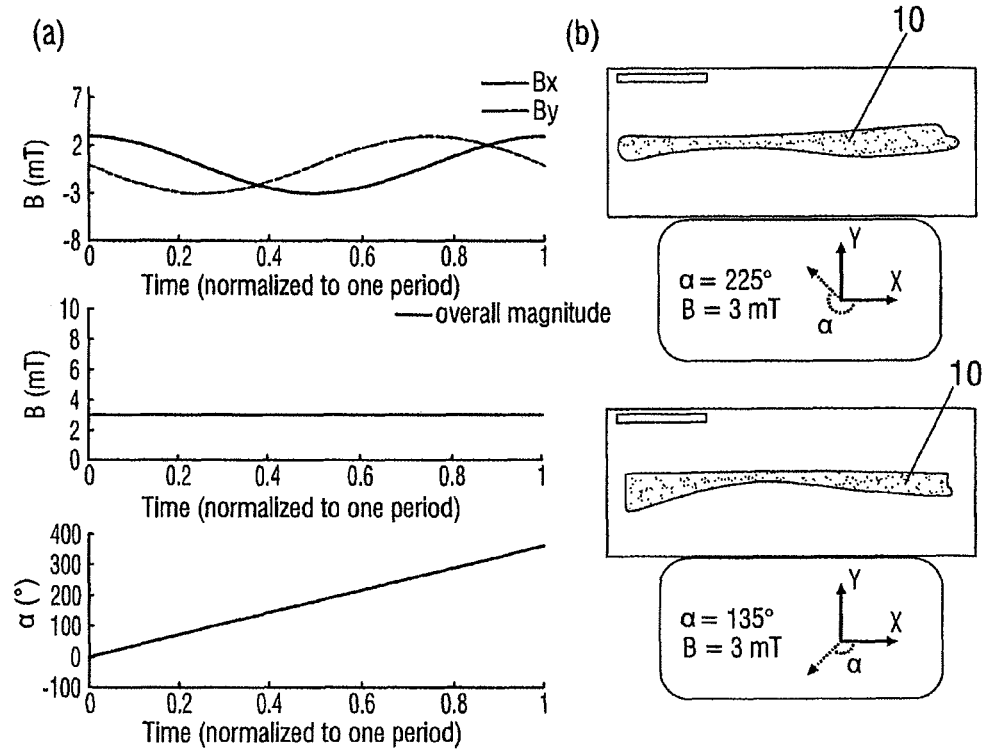 (a)
Bx
By
7
2
-3
-8
B (mT)
0 0.2 0.4 0.6 0.8 1
Time (normalized to one period)
overall magnitude
10
8
6
4
2
0
B (mT)
0 0.2 0.4 0.6 0.8 1
Time (normalized to one period)
400
300
200
100
0
-100
α (°)
0 0.2 0.4 0.6 0.8 1
Time (normalized to one period)
(b)
10
Y
X
α = 225°
B = 3 mT
α
10
Y
X
α = 135°
B = 3 mT
α